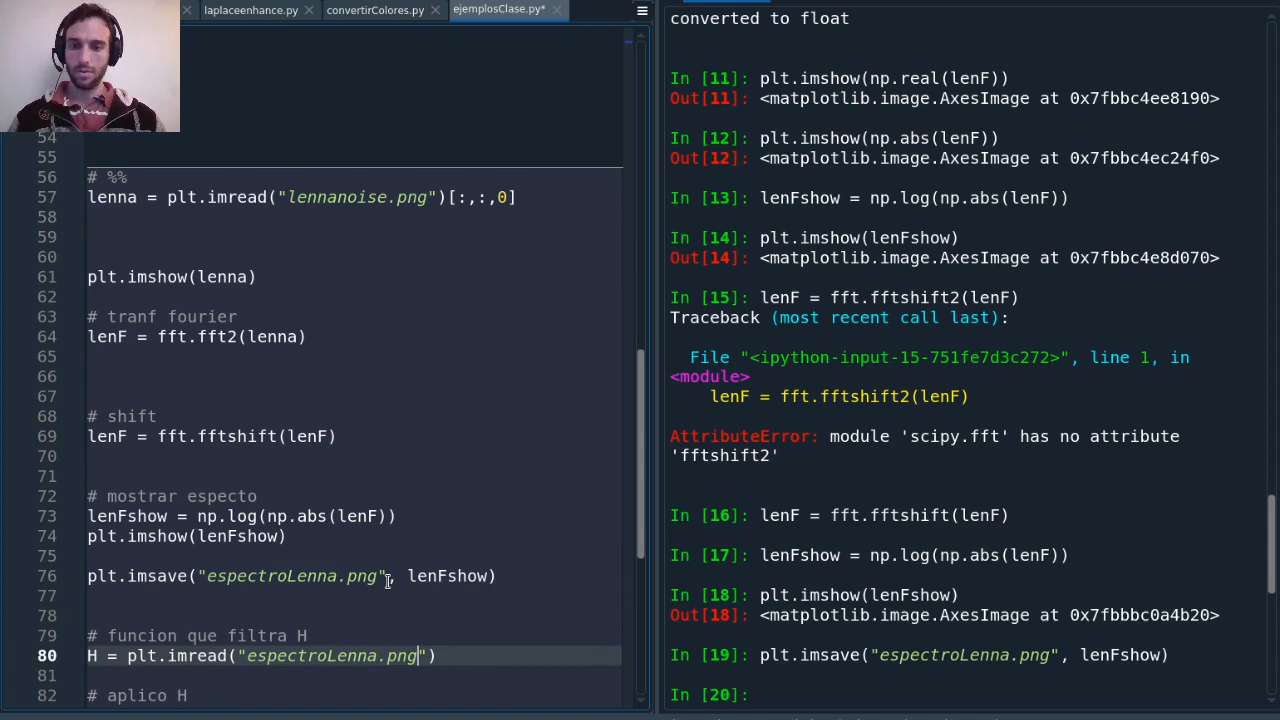 laplaceenhance.py convertirColores.py ejemplosClase.py*
54
55
56 # %%
57 lenna = plt.imread("lennanoise.png")[:,:,0]
58
59
60
61 plt.imshow(lenna)
62
63 # tranf fourier
64 lenF = fft.fft2(lenna)
65
66
67
68 # shift
69 lenF = fft.fftshift(lenF)
70
71
72 # mostrar especto
73 lenFshow = np.log(np.abs(lenF))
74 plt.imshow(lenFshow)
75
76 plt.imsave("espectroLenna.png", lenFshow)
77
78
79 # funcion que filtra H
80 H = plt.imread("espectroLenna.png")
81
82 # aplico H
converted to float
In [11]: plt.imshow(np.real(lenF))
Out[11]: <matplotlib.image.AxesImage at 0x7fbbc4ee8190>
In [12]: plt.imshow(np.abs(lenF))
Out[12]: <matplotlib.image.AxesImage at 0x7fbbc4ec24f0>
In [13]: lenFshow = np.log(np.abs(lenF))
In [14]: plt.imshow(lenFshow)
Out[14]: <matplotlib.image.AxesImage at 0x7fbbc4e8d070>
In [15]: lenF = fft.fftshift2(lenF)
Traceback (most recent call last):
File "<ipython-input-15-751fe7d3c272>", line 1, in
<module>
lenF = fft.fftshift2(lenF)
AttributeError: module 'scipy.fft' has no attribute
'fftshift2'
In [16]: lenF = fft.fftshift(lenF)
In [17]: lenFshow = np.log(np.abs(lenF))
In [18]: plt.imshow(lenFshow)
Out[18]: <matplotlib.image.AxesImage at 0x7fbbbc0a4b20>
In [19]: plt.imsave("espectroLenna.png", lenFshow)
In [20]: